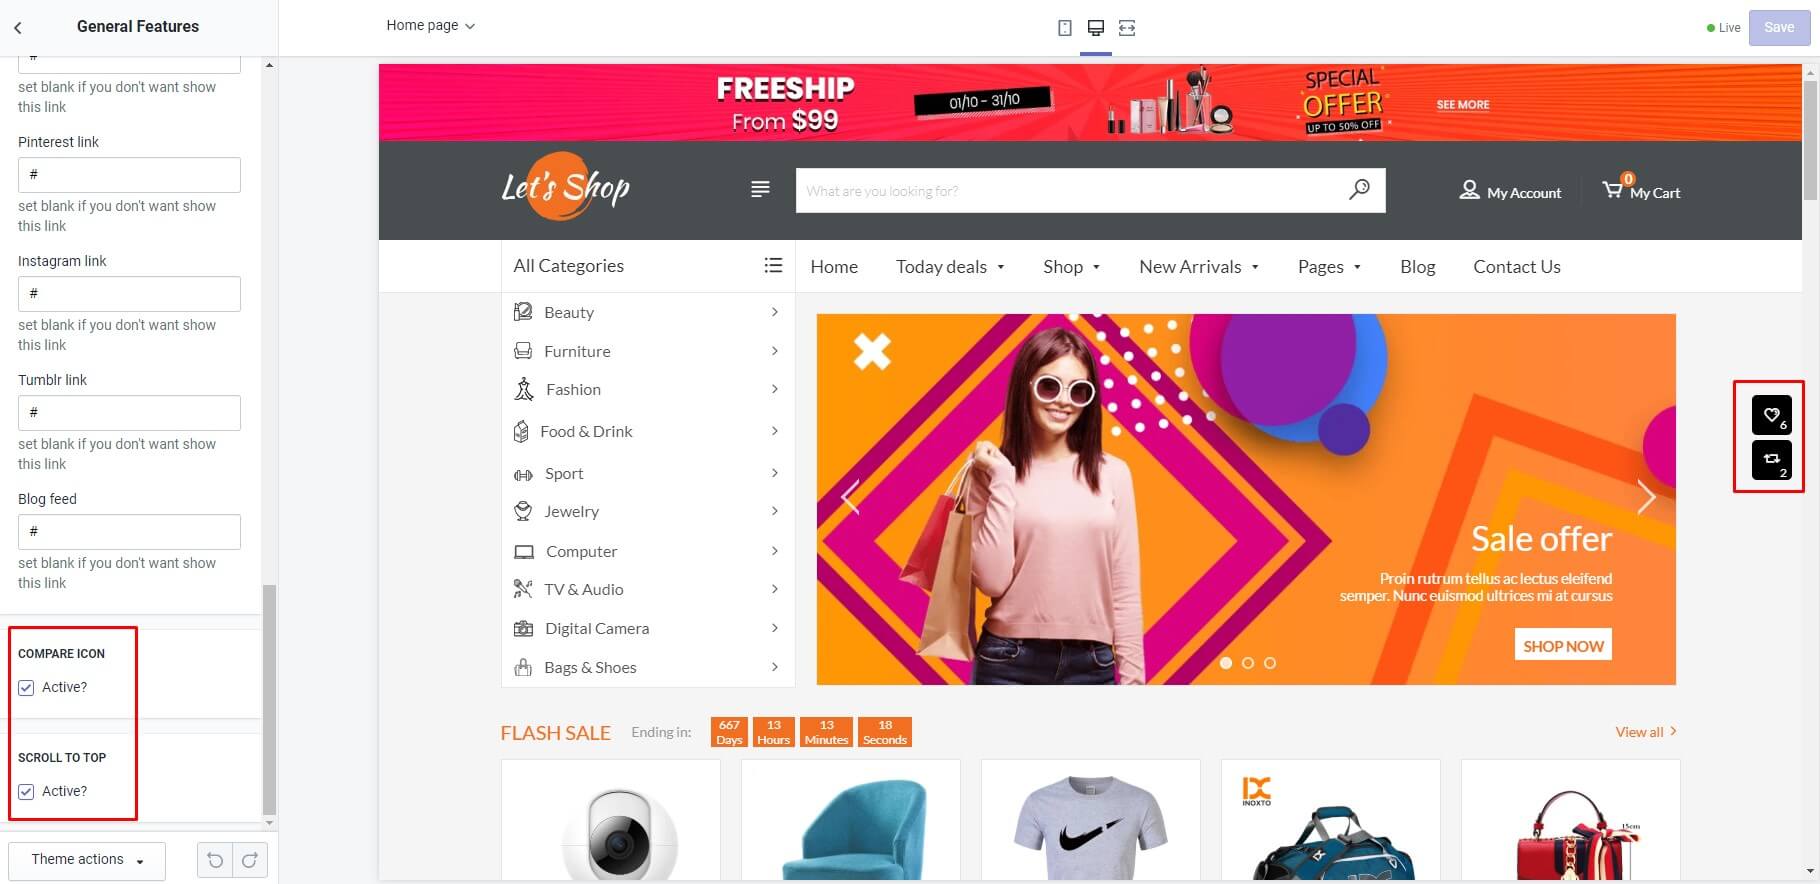 General Features
Home page
Live
Save
#
set blank if you don't want show
this link
Pinterest link
#
set blank if you don't want show
this link
Instagram link
#
set blank if you don't want show
this link
Tumblr link
#
set blank if you don't want show
this link
Blog feed
#
set blank if you don't want show
this link
COMPARE ICON
Active?
SCROLL TO TOP
Active?
Theme actions
FREESHIP
From $99
01/10 - 31/10
SPECIAL
OFFER
UP TO 50% OFF
SEE MORE
Let's Shop
What are you looking for?
My Account
0
My Cart
All Categories
Home
Today deals
Shop
New Arrivals
Pages
Blog
Contact Us
Beauty
Furniture
Fashion
Food & Drink
Sport
Jewelry
Computer
TV & Audio
Digital Camera
Bags & Shoes
Sale offer
Proin rutrum tellus ac lectus eleifend
semper. Nunc euismod ultrices mi at cursus
SHOP NOW
6
2
FLASH SALE
Ending in:
667 Days
13 Hours
13 Minutes
18 Seconds
View all
INOXTO
15cm